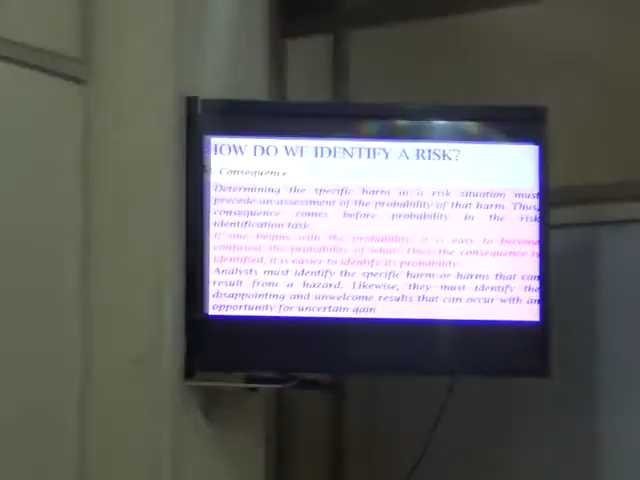 HOW DO WE IDENTIFY A RISK?
Consequence
Determining the specific harm in a risk situation must
precede an assessment of the probability of that harm. Thus,
consequence comes before probability in the risk
identification task.
If one begins with the probability, it is easy to become
confused, the probability of what? Once the consequence is
identified, it is easier to identify its probability.
Analysts must identify the specific harm or harms that can
result from a hazard. Likewise, they must identify the
disappointing and unwelcome results that can occur with an
opportunity for uncertain gain.